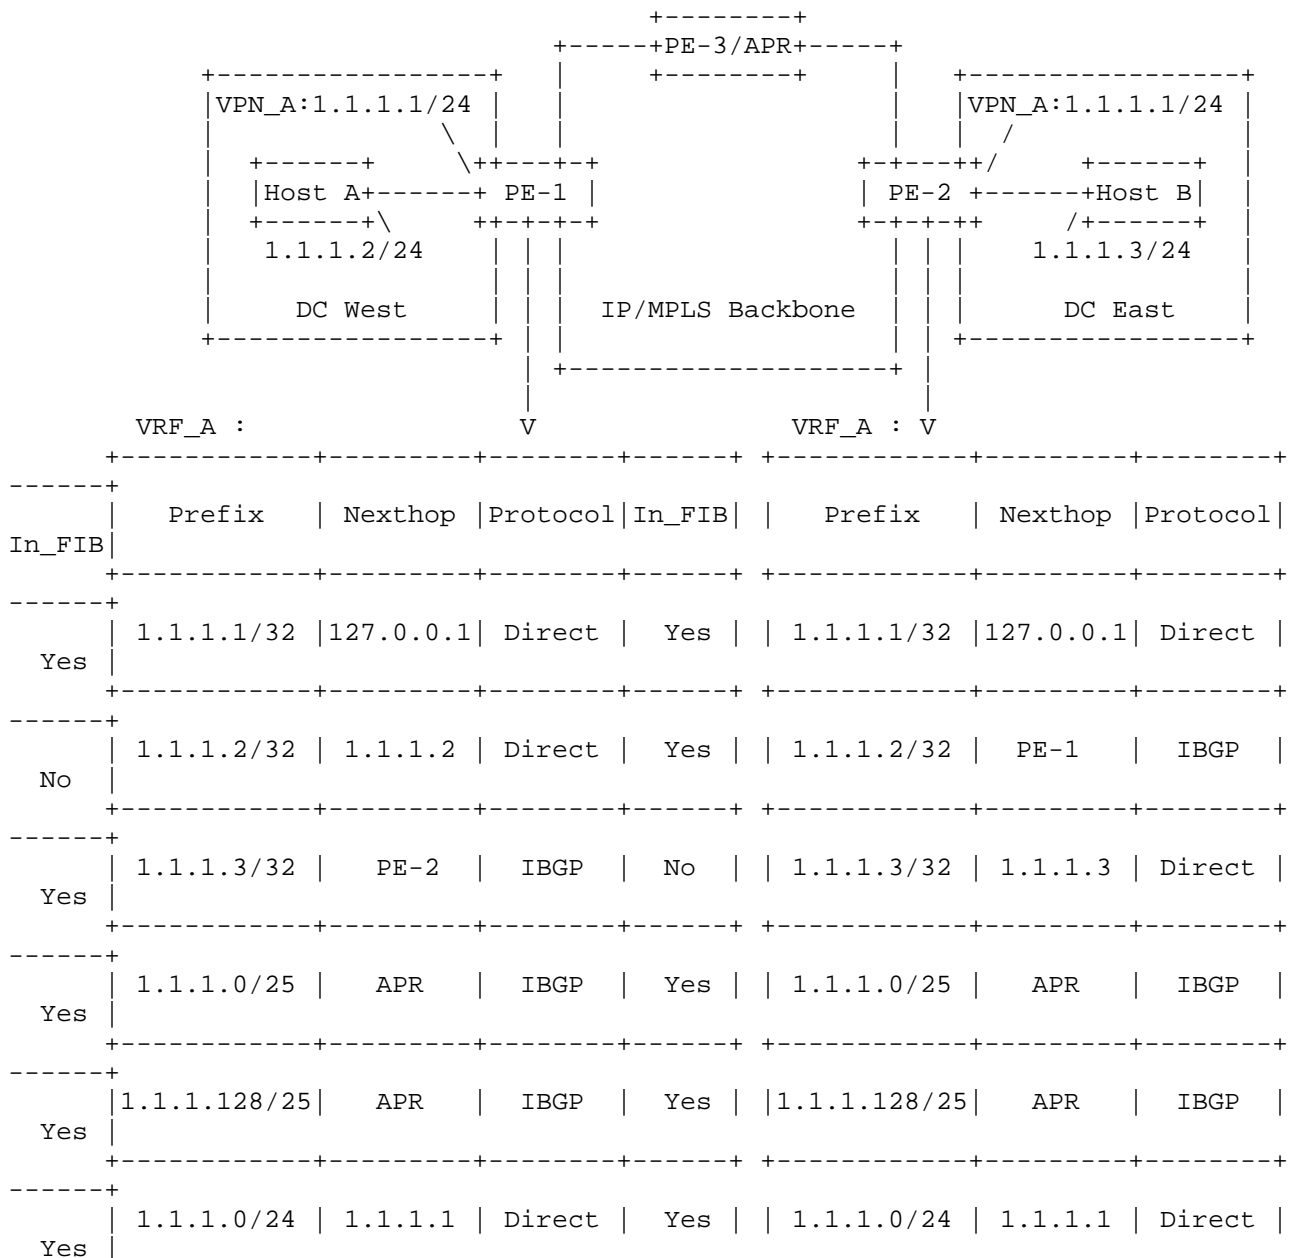 +--------+
                                           +-----+PE-3/APR+-----+
               +-----------------+   |     +--------+     |   +-----------------+
               |VPN_A:1.1.1.1/24 |   |                    |   |VPN_A:1.1.1.1/24 |
               |              \  |   |                    |   |  /              |
               |  +------+     \++---+-+                +-+---++/     +------+  |
               |  |Host A+------+ PE-1 |                | PE-2 +------+Host B|  |
               |  +------+\     ++-+-+-+                +-+-+-++     /+------+  |
               |   1.1.1.2/24    | | |                    | | |    1.1.1.3/24   |
               |                 | | |                    | | |                 |
               |     DC West     | | |  IP/MPLS Backbone  | | |      DC East    |
               +-----------------+ | |                    | | +-----------------+
                                   | +--------------------+ |
                                   |                        |
        VRF_A :                    V                VRF_A : V
      +------------+---------+--------+------+ +------------+---------+--------+
------+
      |   Prefix   | Nexthop |Protocol|In_FIB| |   Prefix   | Nexthop |Protocol|
In_FIB|
      +------------+---------+--------+------+ +------------+---------+--------+
------+
      | 1.1.1.1/32 |127.0.0.1| Direct |  Yes | | 1.1.1.1/32 |127.0.0.1| Direct |
  Yes |
      +------------+---------+--------+------+ +------------+---------+--------+
------+
      | 1.1.1.2/32 | 1.1.1.2 | Direct |  Yes | | 1.1.1.2/32 |  PE-1   |  IBGP  |
  No  |
      +------------+---------+--------+------+ +------------+---------+--------+
------+
      | 1.1.1.3/32 |   PE-2  |  IBGP  |  No  | | 1.1.1.3/32 | 1.1.1.3 | Direct |
  Yes |
      +------------+---------+--------+------+ +------------+---------+--------+
------+
      | 1.1.1.0/25 |   APR   |  IBGP  |  Yes | | 1.1.1.0/25 |   APR   |  IBGP  |
  Yes |
      +------------+---------+--------+------+ +------------+---------+--------+
------+
      |1.1.1.128/25|   APR   |  IBGP  |  Yes | |1.1.1.128/25|   APR   |  IBGP  |
  Yes |
      +------------+---------+--------+------+ +------------+---------+--------+
------+
      | 1.1.1.0/24 | 1.1.1.1 | Direct |  Yes | | 1.1.1.0/24 | 1.1.1.1 | Direct |
  Yes |